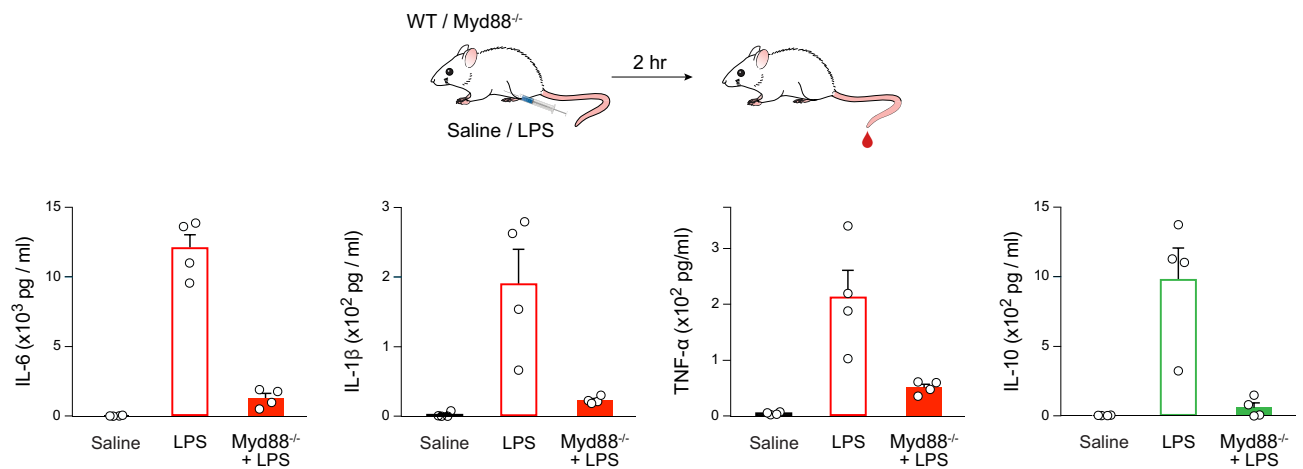 WT / Myd88-/-
2 hr
Saline / LPS
IL-6 (x10³ pg / ml)
15
10
5
0
Saline
LPS
Myd88-/-
+ LPS
IL-1β (x10² pg / ml)
3
2
1
0
Saline
LPS
Myd88-/-
+ LPS
TNF-α (x10² pg/ml)
3
2
1
0
Saline
LPS
Myd88-/-
+ LPS
IL-10 (x10² pg / ml)
15
10
5
0
Saline
LPS
Myd88-/-
+ LPS